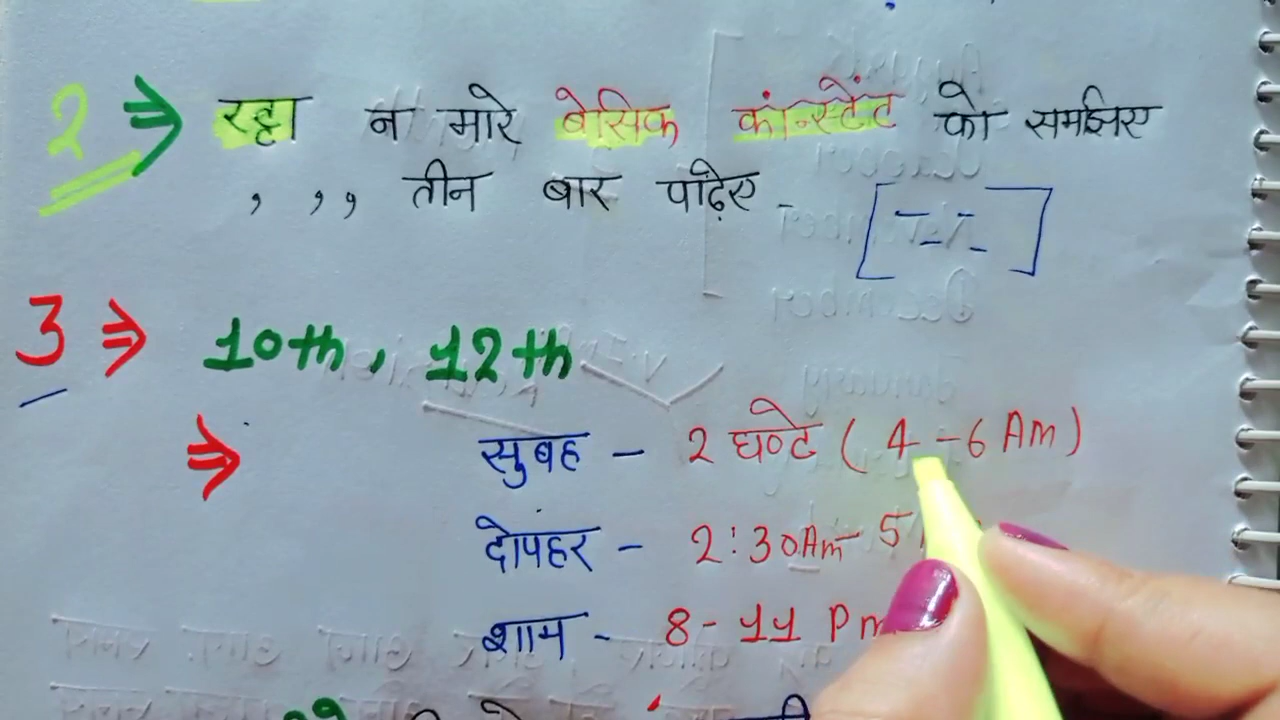 2 ⇒ रट्टा न मारे बेसिक कांन्स्टेंट को समझिए
, ,, तीन बार पढ़िए -
3 ⇒ 10th, 12th
⇒ सुबह - 2 घण्टे ( 4 - 6 Am )
दोपहर - 2:30Am - 5
शाम - 8 - 11 Pm